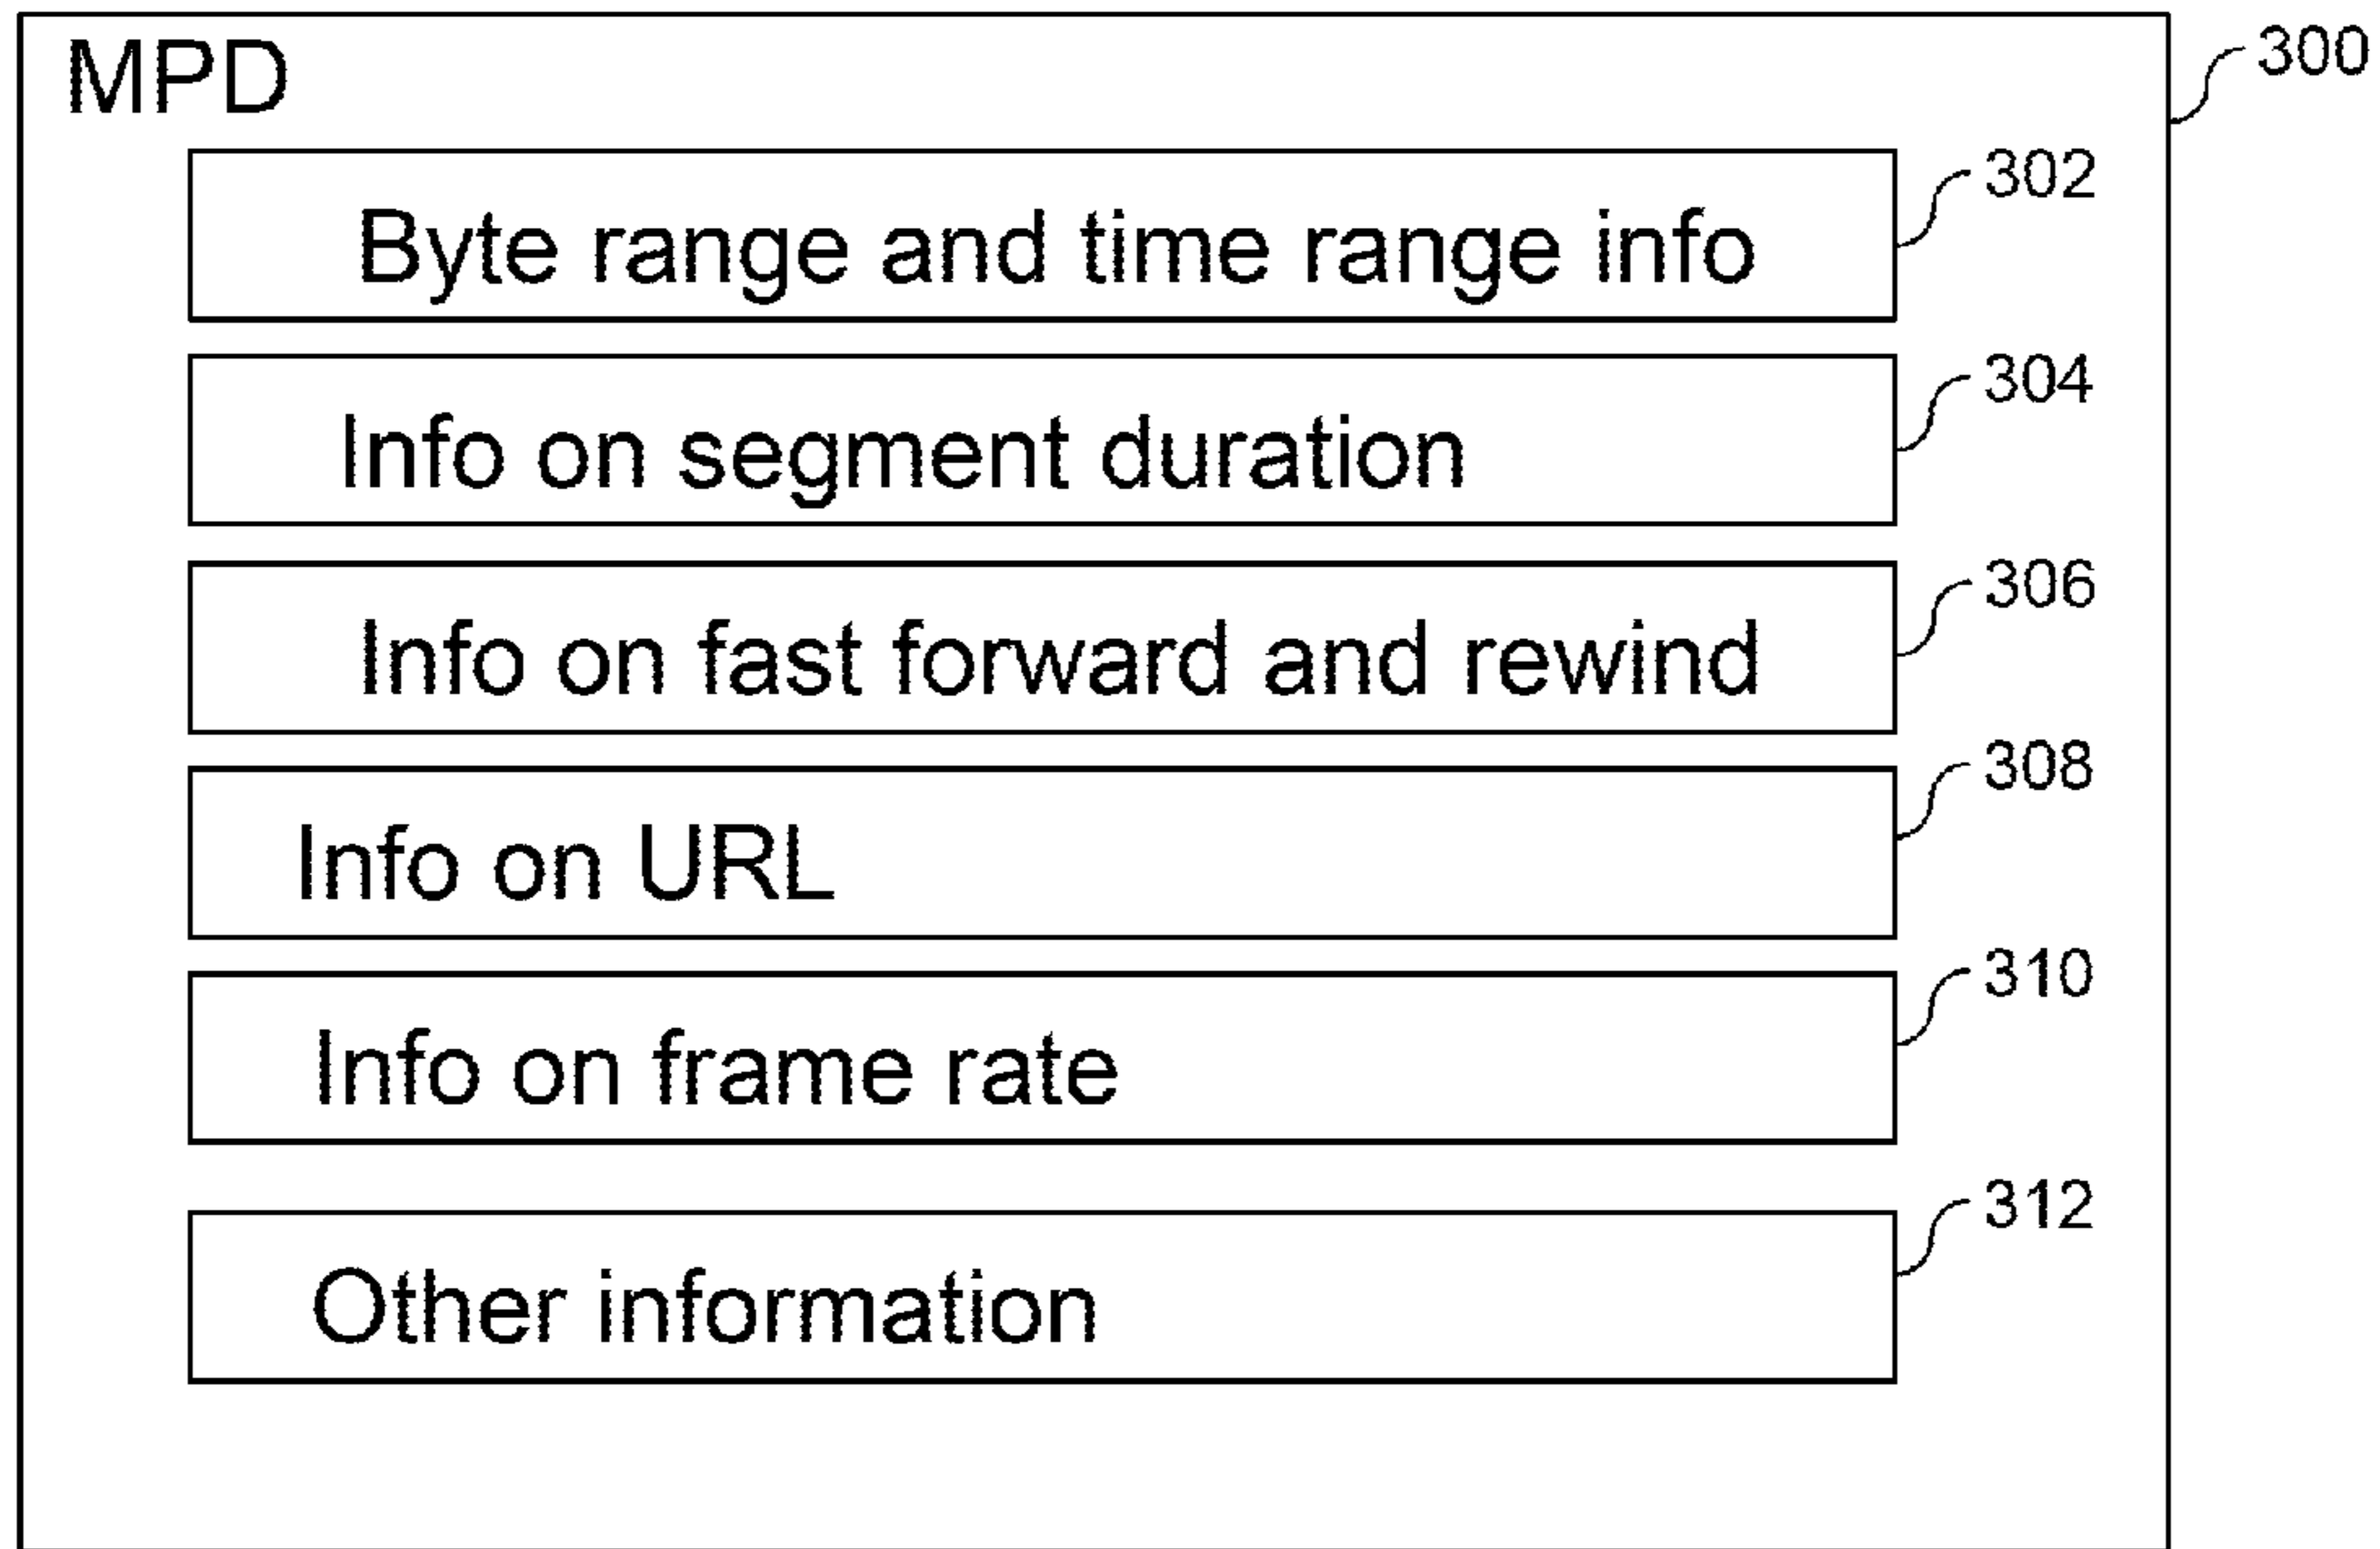 MPD
300
302
Byte range and time range info
304
Info on segment duration
306
Info on fast forward and rewind
308
Info on URL
310
Info on frame rate
312
Other information